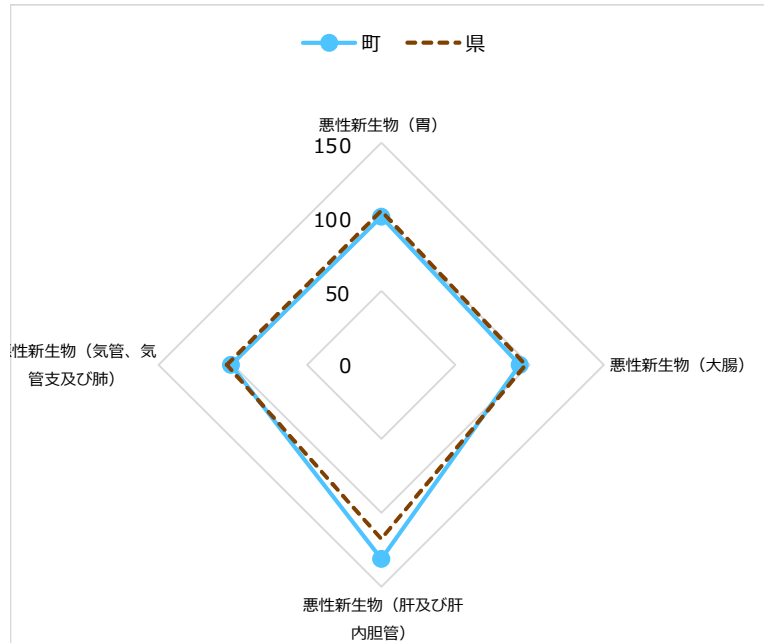 町 県
悪性新生物（胃）
150
100
50
0
性新生物（気管、気
管支及び肺）
悪性新生物（大腸）
悪性新生物（肝及び肝
内胆管）